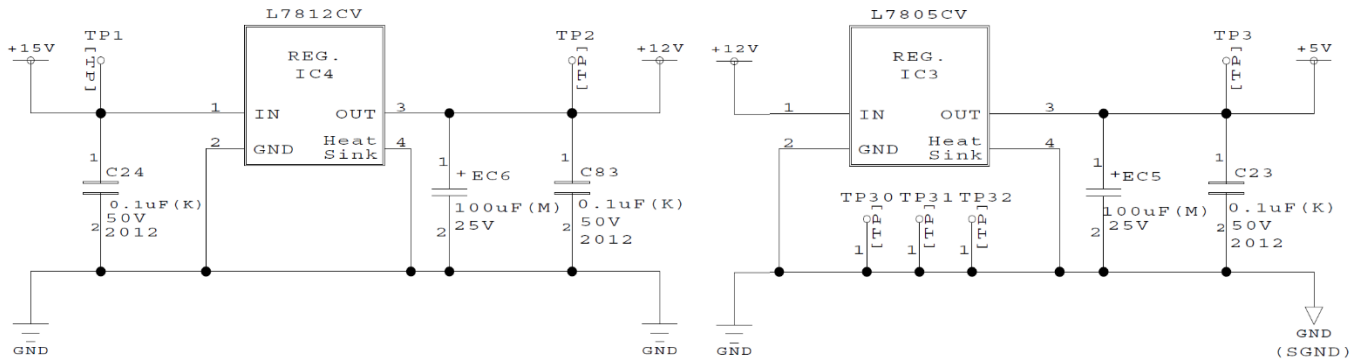 L7812CV
+15V
TP1
[TP]
REG.
IC4
TP2
[TP]
+12V
1
IN
OUT
3
2
GND
Heat
Sink
4
1
C24
0.1uF(K)
50V
2
2012
1
+
EC6
100uF(M)
2
25V
1
C83
0.1uF(K)
50V
2
2012
GND
GND
L7805CV
+12V
REG.
IC3
TP3
[TP]
+5V
1
IN
OUT
3
2
GND
Heat
Sink
4
TP30
[TP]
1
TP31
[TP]
1
TP32
[TP]
1
1
+
EC5
100uF(M)
2
25V
1
C23
0.1uF(K)
50V
2
2012
GND
GND
(SGND)